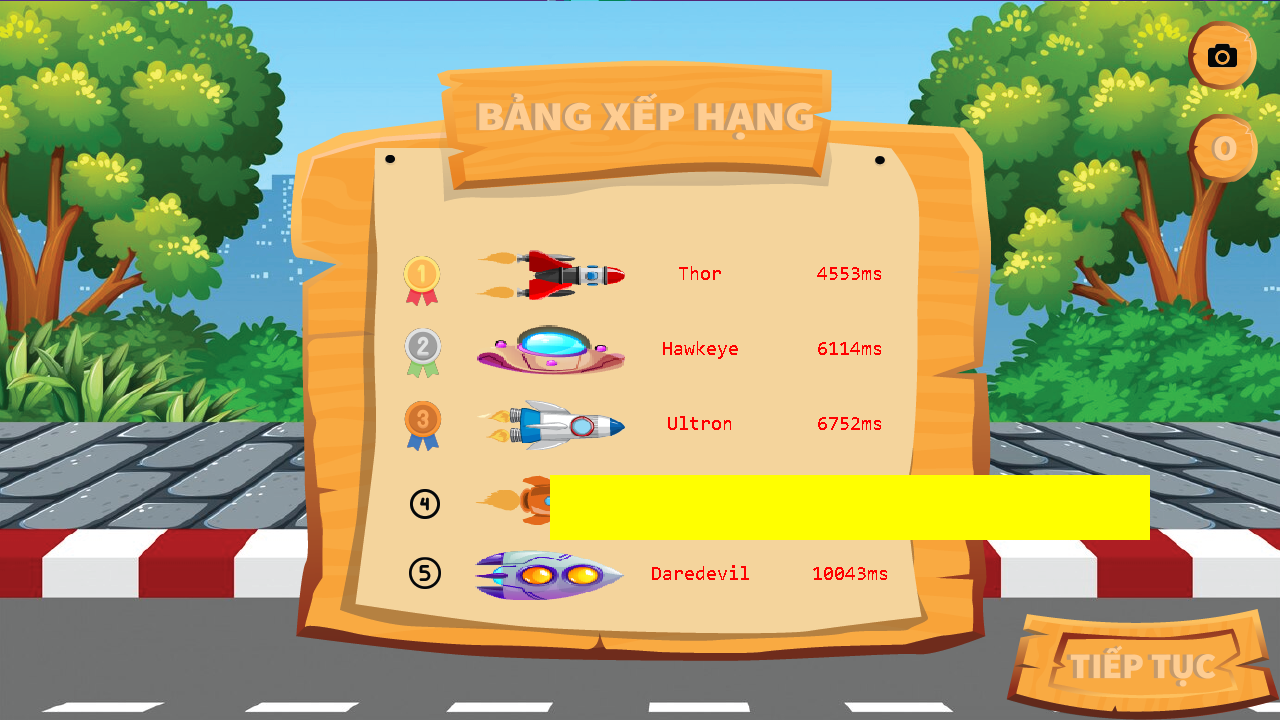 BẢNG XẾP HẠNG
O
1 Thor 4553ms
2 Hawkeye 6114ms
3 Ultron 6752ms
4
5 Daredevil 10043ms
TIẾP TỤC